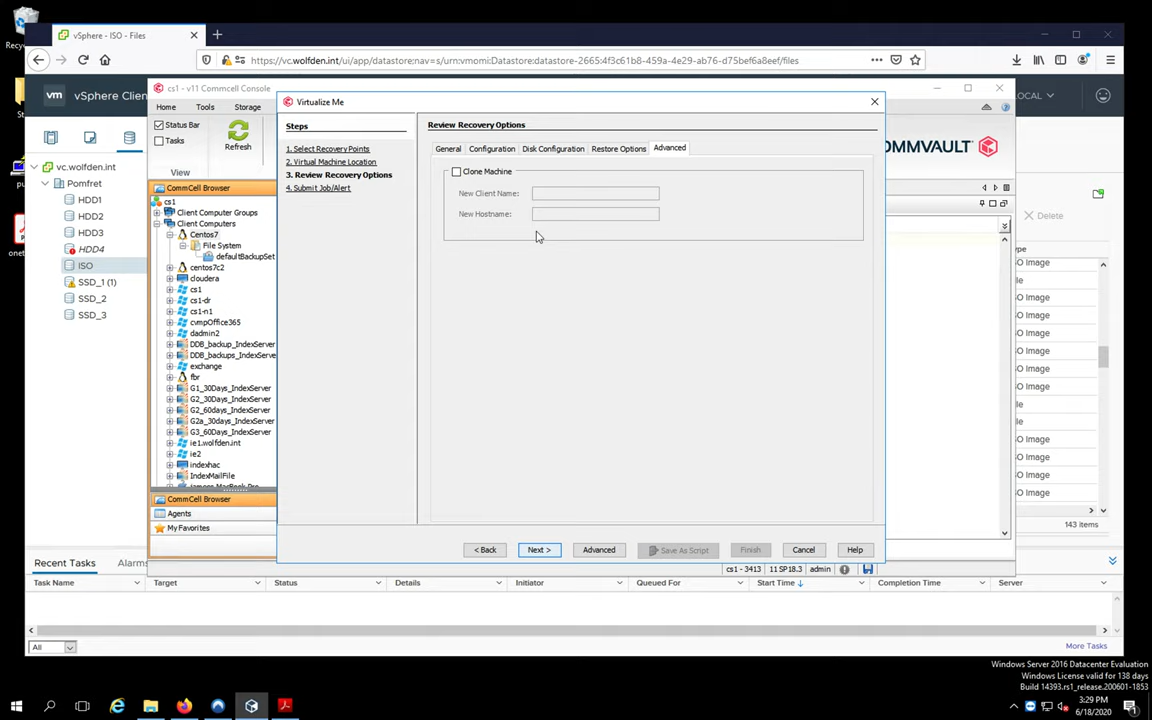 vSphere - ISO - Files
https://vc.wolfden.int/ui/app/datastore;nav=s/urn:vmomi:Datastore:datastore-2665:4f3c61b8-459a-4e29-ab76-d75bef6a8eef/files
vm vSphere Client
cs1 - v11 Commcell Console
Home Tools Storage
Status Bar
Tasks
Refresh
View
CommCell Browser
cs1
Client Computer Groups
Client Computers
Centos7
File System
defaultBackupSet
centos7c2
cloudera
cs1
cs1-dr
cs1-n1
cvmpOffice365
dadmin2
DDB_backup_IndexServer
DDB_backups_IndexServe
exchange
fbr
G1_30Days_IndexServer
G2_30Days_IndexServer
G2_60days_IndexServer
G2a_30days_IndexServer
G3_60Days_IndexServer
ie1.wolfden.int
ie2
indexhac
IndexMailFile
CommCell Browser
Agents
My Favorites
vc.wolfden.int
Pomfret
HDD1
HDD2
HDD3
HDD4
ISO
SSD_1 (1)
SSD_2
SSD_3
Virtualize Me
Steps
1. Select Recovery Points
2. Virtual Machine Location
3. Review Recovery Options
4. Submit Job/Alert
Review Recovery Options
General Configuration Disk Configuration Restore Options Advanced
Clone Machine
New Client Name:
New Hostname:
< Back Next > Advanced Save As Script Finish Cancel Help
OMMVAULT
LOCAL
Delete
ype
O Image
le
O Image
O Image
O Image
O Image
O Image
O Image
le
O Image
O Image
O Image
O Image
143 items
cs1 - 3413 11 SP18.3 admin
Recent Tasks Alarms
Task Name Target Status Details Initiator Queued For Start Time Completion Time Server
All
More Tasks
Windows Server 2016 Datacenter Evaluation
Windows License valid for 138 days
Build 14393.rs1_release.200601-1853
3:29 PM
6/18/2020